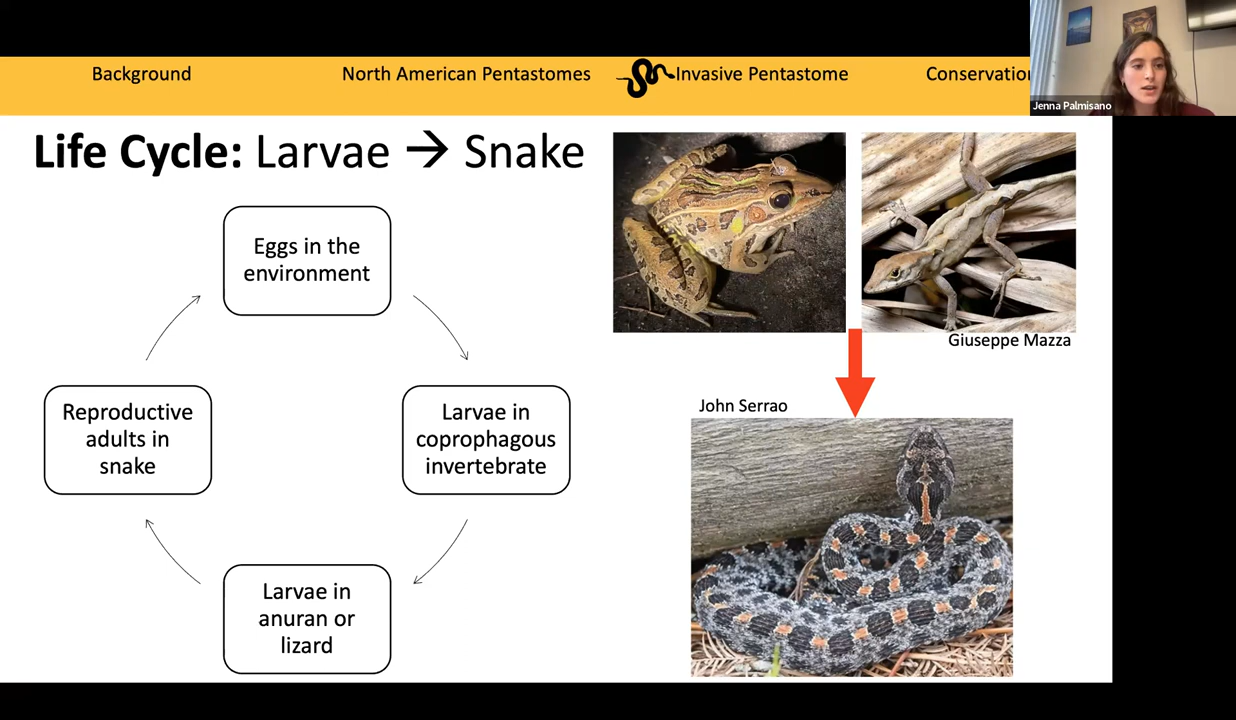 Background
North American Pentastomes
Invasive Pentastome
Jenna Palmisano
Life Cycle: Larvae → Snake
Eggs in the
environment
Giuseppe Mazza
John Serrao
Reproductive
adults in
snake
Larvae in
coprophagous
invertebrate
Larvae in
anuran or
lizard